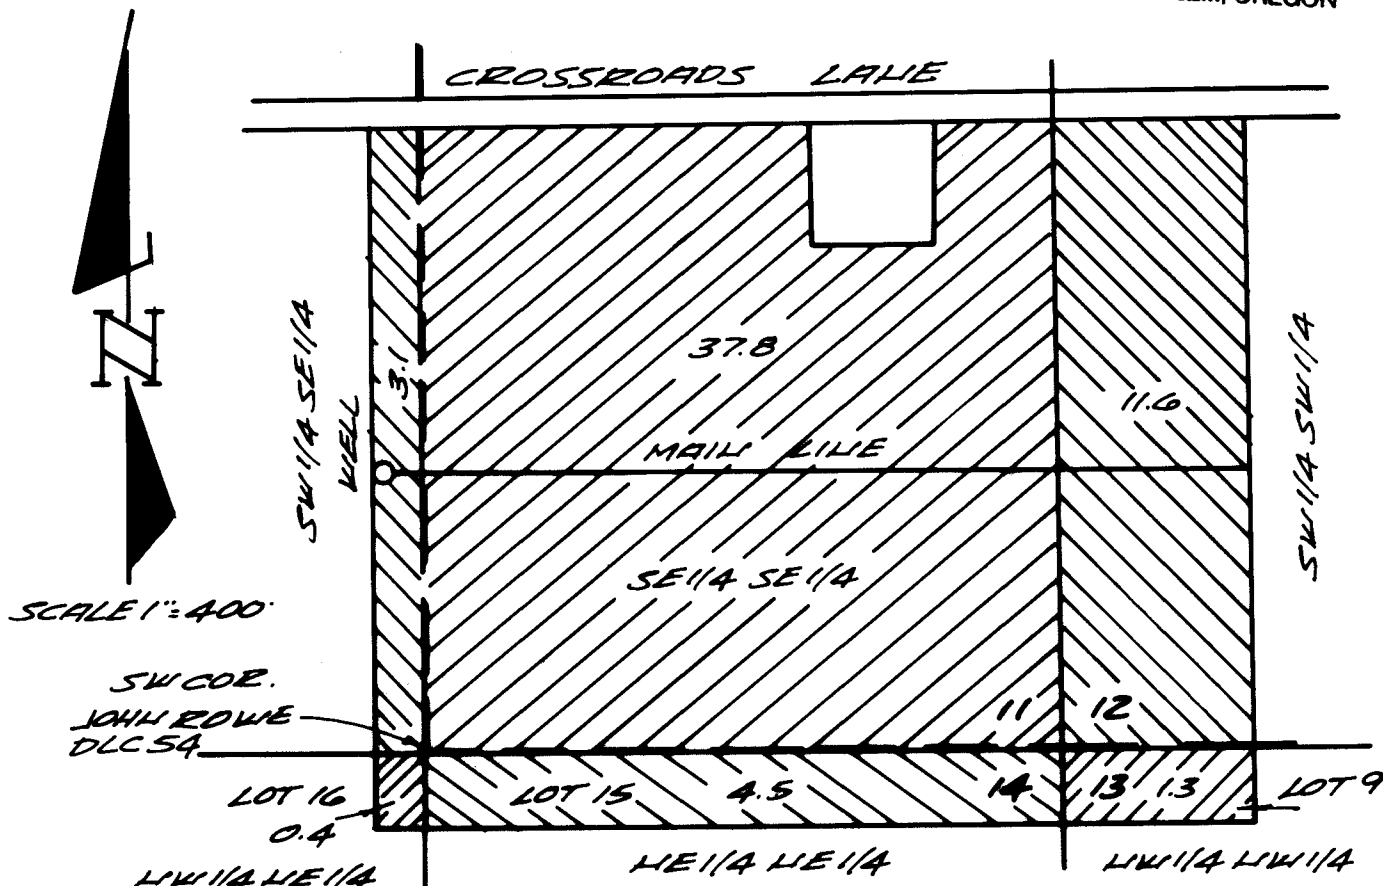 OREGON
CROSSROADS LANE
N
SW1/4 SE1/4
WELL
3.1
37.8
11.6
SW1/4 SW1/4
MAIN LINE
SE1/4 SE1/4
SCALE 1"=400'
SW COR.
JOHN ROWE
DLC 54
11 12
LOT 16
0.4
LOT 15 4.5 14 13 1.3 LOT 9
NW1/4 NE1/4
NE1/4 NE1/4
NW1/4 NW1/4